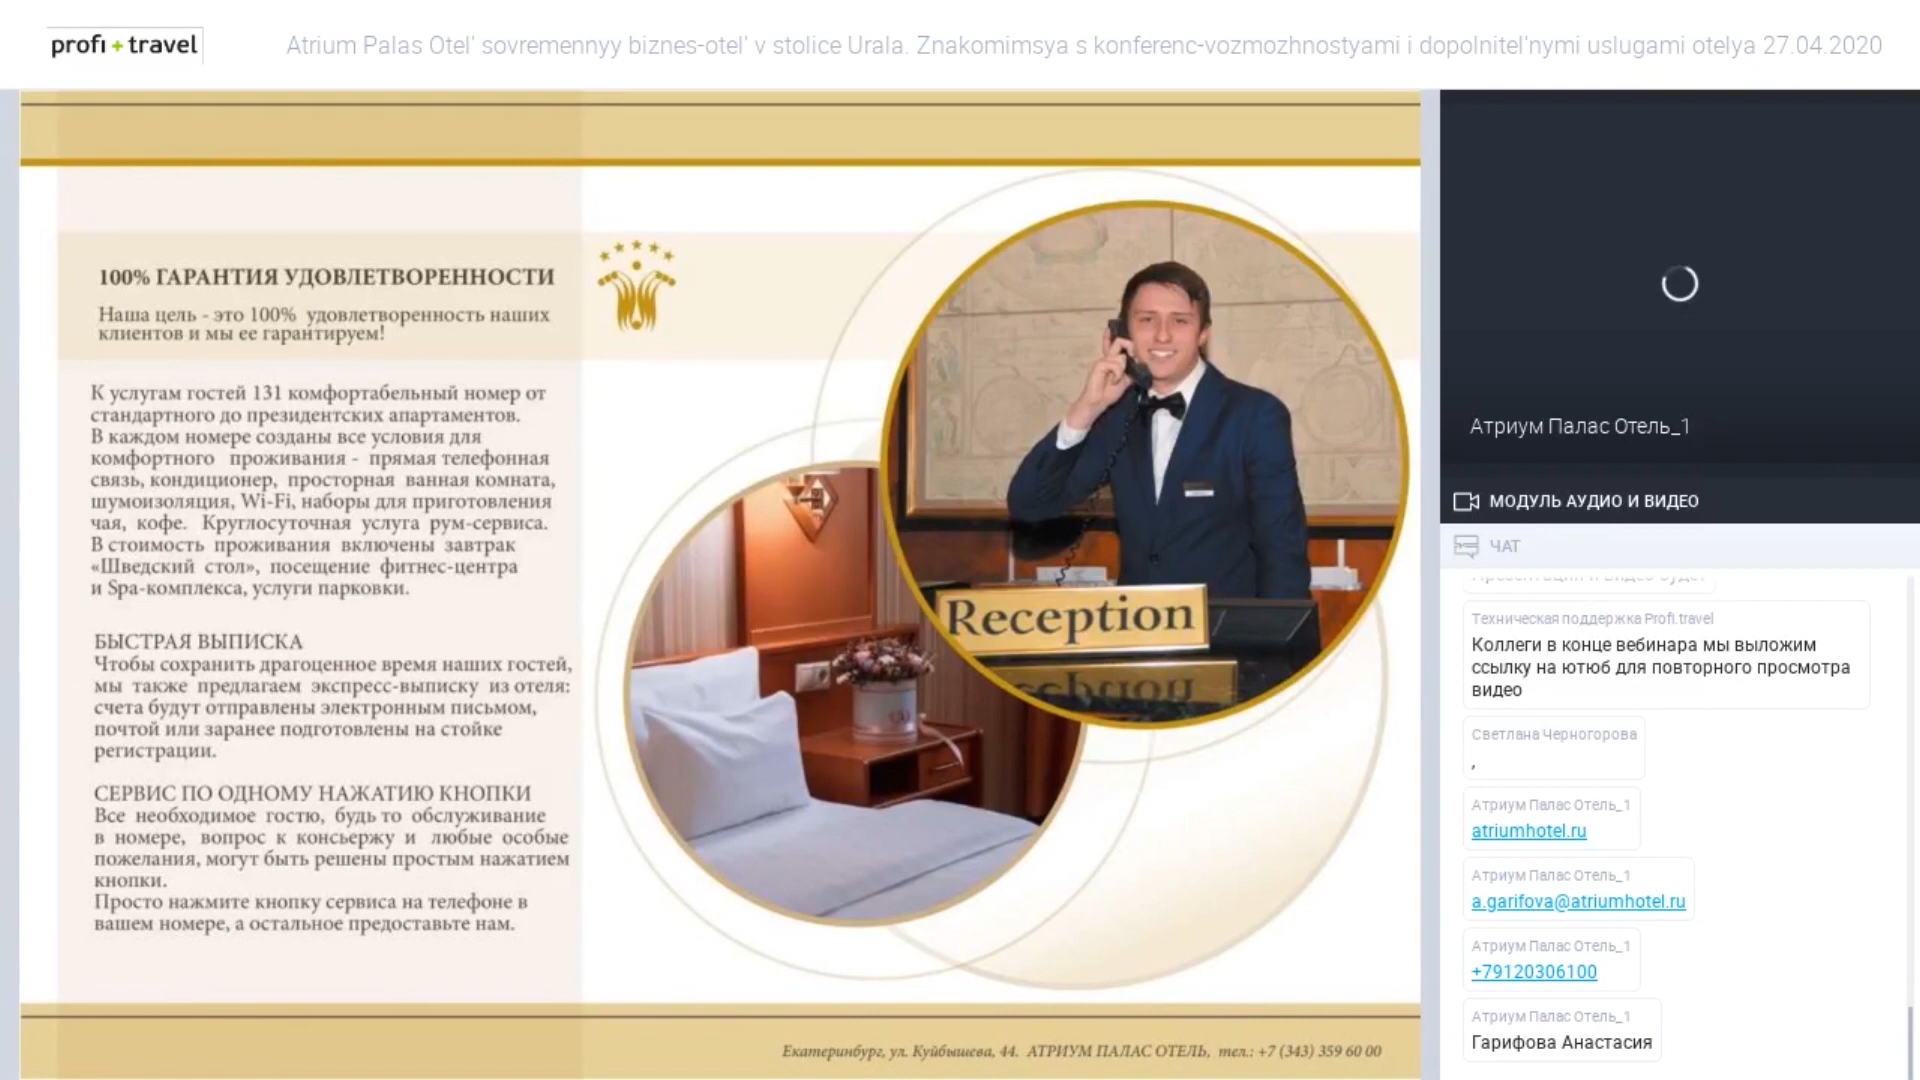 profi + travel
Atrium Palas Otel' sovremennyy biznes-otel' v stolice Urala. Znakomimsya s konferenc-vozmozhnostyami i dopolnitel'nymi uslugami otelya 27.04.2020
100% ГАРАНТИЯ УДОВЛЕТВОРЕННОСТИ
Наша цель - это 100% удовлетворенность наших
клиентов и мы ее гарантируем!
К услугам гостей 131 комфортабельный номер от
стандартного до президентских апартаментов.
В каждом номере созданы все условия для
комфортного проживания - прямая телефонная
связь, кондиционер, просторная ванная комната,
шумоизоляция, Wi-Fi, наборы для приготовления
чая, кофе. Круглосуточная услуга рум-сервиса.
В стоимость проживания включены завтрак
«Шведский стол», посещение фитнес-центра
и Spa-комплекса, услуги парковки.
БЫСТРАЯ ВЫПИСКА
Чтобы сохранить драгоценное время наших гостей,
мы также предлагаем экспресс-выписку из отеля:
счета будут отправлены электронным письмом,
почтой или заранее подготовлены на стойке
регистрации.
СЕРВИС ПО ОДНОМУ НАЖАТИЮ КНОПКИ
Все необходимое гостю, будь то обслуживание
в номере, вопрос к консьержу и любые особые
пожелания, могут быть решены простым нажатием
кнопки.
Просто нажмите кнопку сервиса на телефоне в
вашем номере, а остальное предоставьте нам.
Reception
Екатеринбург, ул. Куйбышева, 44. АТРИУМ ПАЛАС ОТЕЛЬ, тел.: +7 (343) 359 60 00
Атриум Палас Отель_1
МОДУЛЬ АУДИО И ВИДЕО
ЧАТ
Техническая поддержка Profi.travel
Коллеги в конце вебинара мы выложим
ссылку на ютюб для повторного просмотра
видео
Светлана Черногорова
,
Атриум Палас Отель_1
atriumhotel.ru
Атриум Палас Отель_1
a.garifova@atriumhotel.ru
Атриум Палас Отель_1
+79120306100
Атриум Палас Отель_1
Гарифова Анастасия